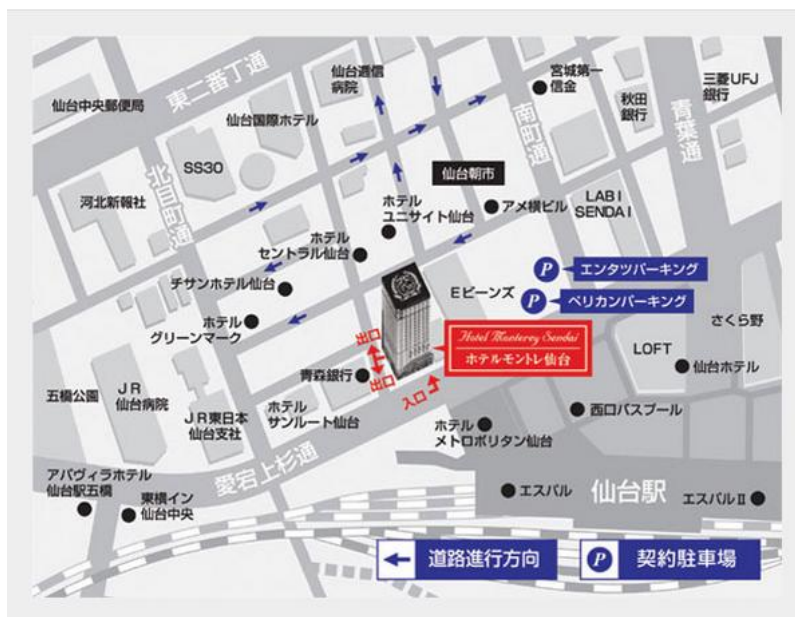 東二番丁通
仙台逓信
病院
宮城第一
信金
三菱UFJ
銀行
仙台中央郵便局
仙台国際ホテル
南町通
秋田
銀行
青葉通
SS30
北目町通
仙台朝市
河北新報社
ホテル
ユニサイト仙台
アメ横ビル
LABI
SENDAI
ホテル
セントラル仙台
P
エンタツパーキング
チサンホテル仙台
Eビーンズ
P
ペリカンパーキング
ホテル
グリーンマーク
さくら野
出口
Hotel Monterey Sendai
ホテルモントレ仙台
LOFT
仙台ホテル
青森銀行
出口
入口
五橋公園
JR
仙台病院
JR東日本
仙台支社
ホテル
サンルート仙台
西口バスプール
ホテル
メトロポリタン仙台
愛宕上杉通
アパヴィラホテル
仙台駅五橋
東横イン
仙台中央
エスパル
仙台駅
エスパルⅡ
道路進行方向
P
契約駐車場